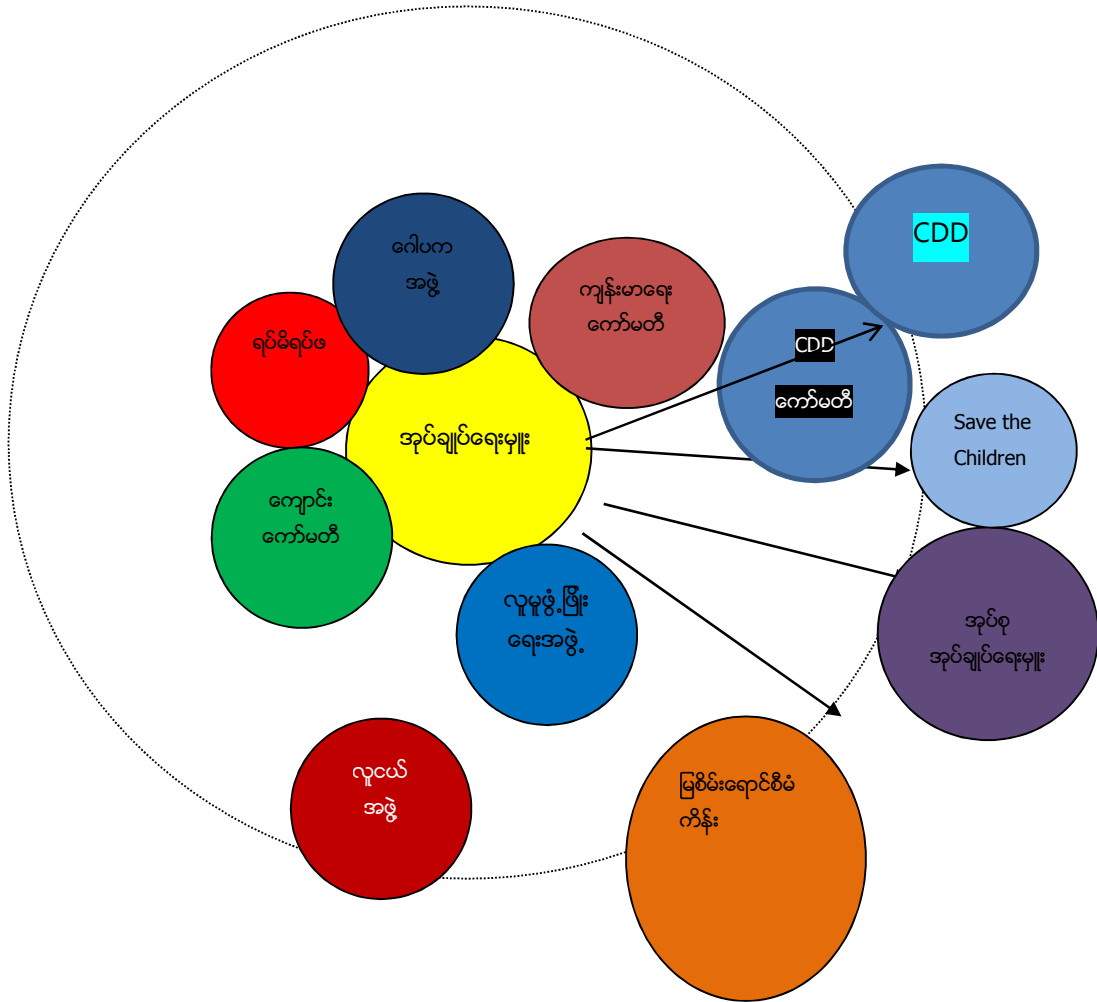 CDD
ဂေါပက
အဖွဲ့
ကျန်းမာရေး
ကော်မတီ
ရပ်မိရပ်ဖ
CDD
ကော်မတီ
အုပ်ချုပ်ရေးမှူး
Save the
Children
ကျောင်း
ကော်မတီ
လူမူဖွံ့ဖြိုး
ရေးအဖွဲ့
အုပ်စု
အုပ်ချုပ်ရေးမှူး
လူငယ်
အဖွဲ့
မြစိမ်းရောင်စီမံ
ကိန်း